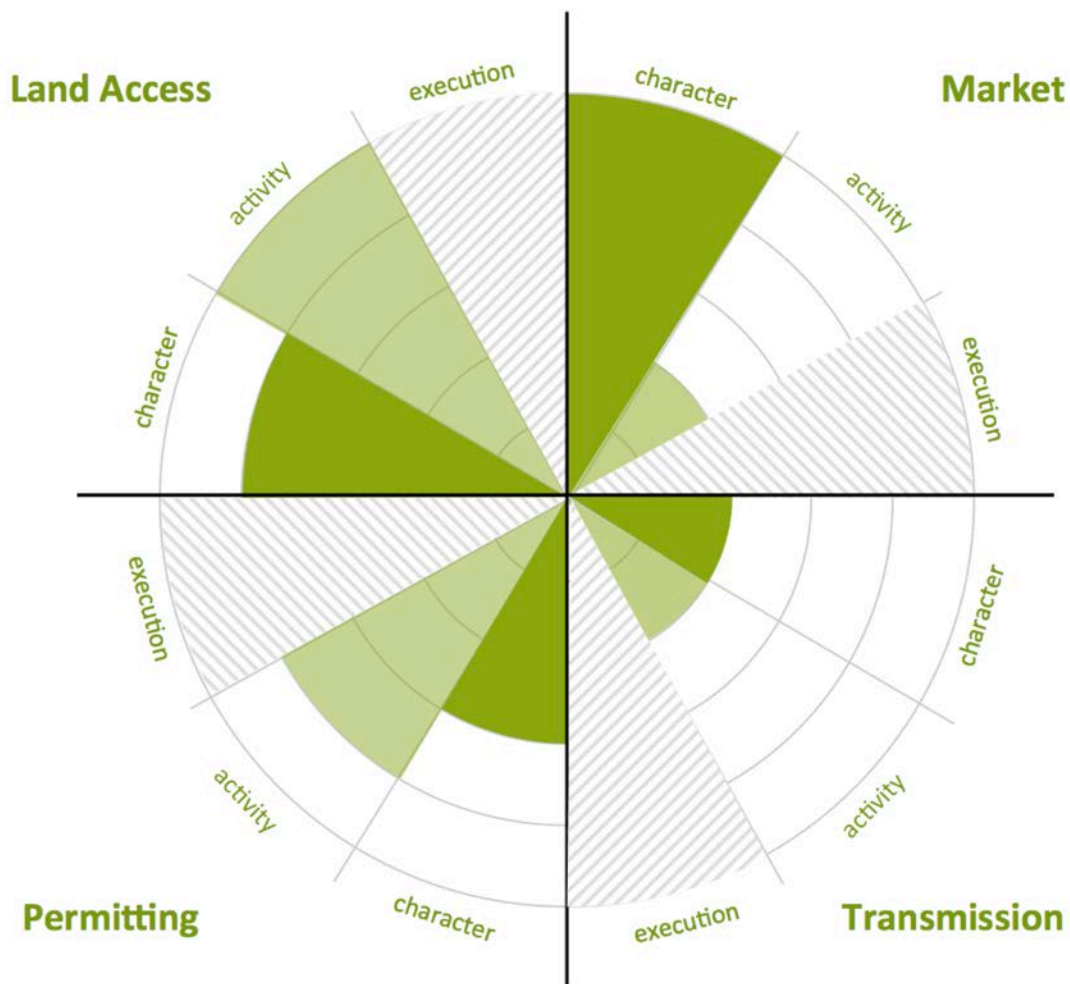 Land Access
execution
character
Market
activity
activity
character
execution
execution
character
activity
activity
character
execution
Permitting
Transmission